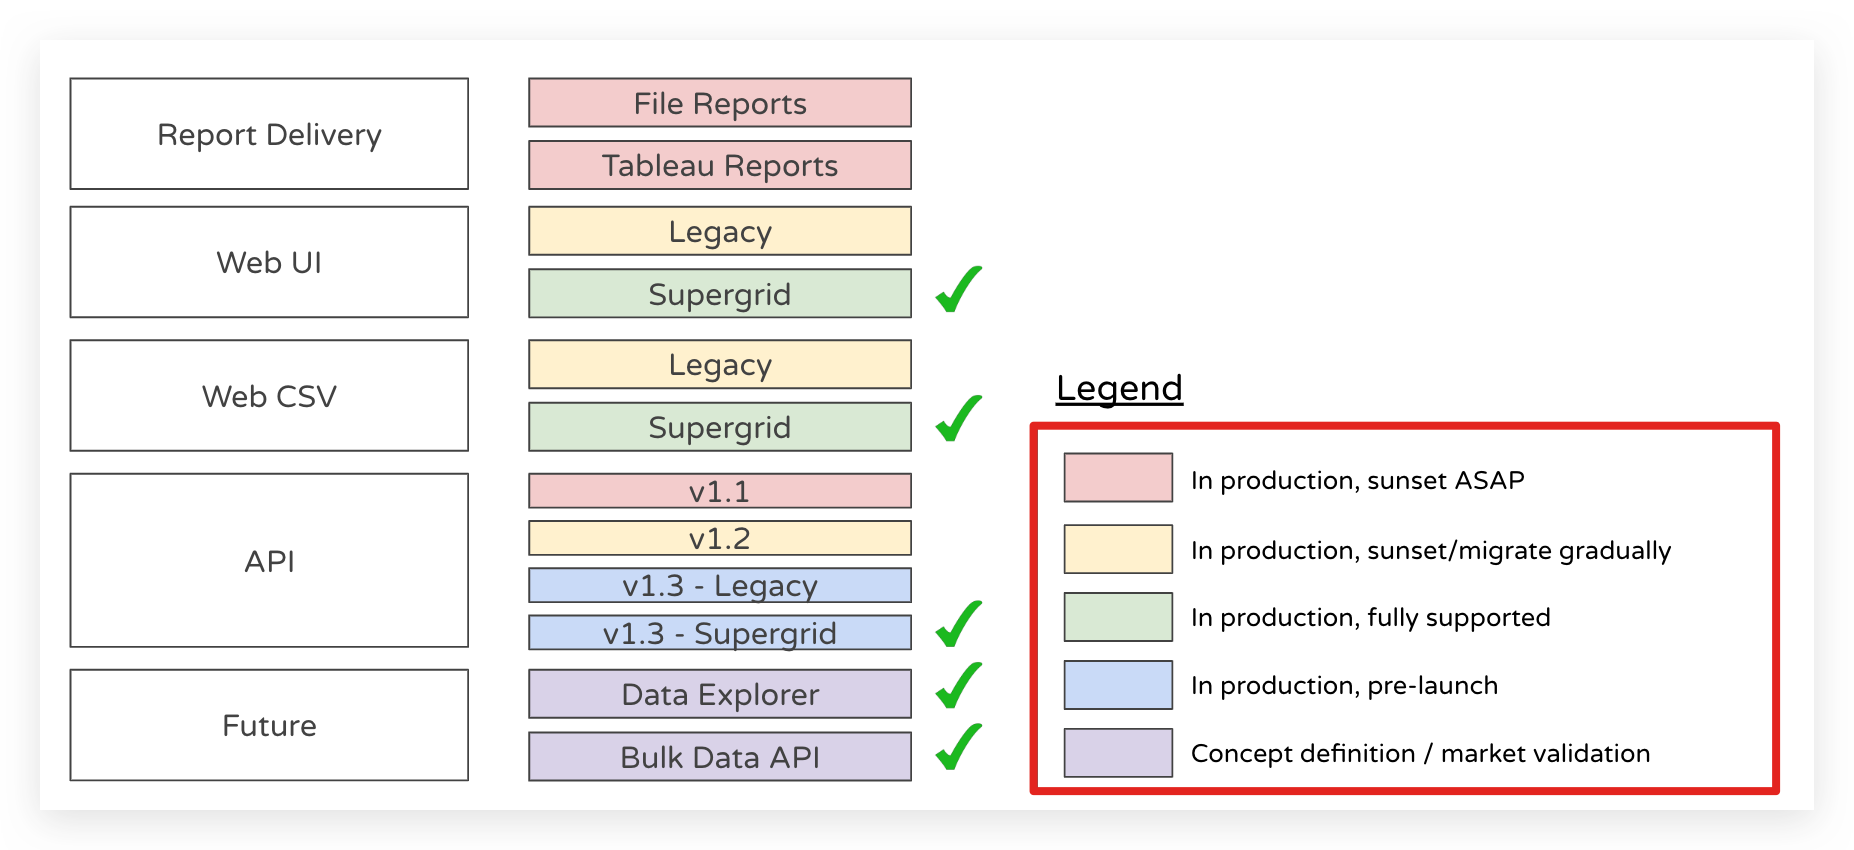 Report Delivery
File Reports
Tableau Reports
Web UI
Legacy
Supergrid
Web CSV
Legacy
Supergrid
API
v1.1
v1.2
v1.3 - Legacy
v1.3 - Supergrid
Future
Data Explorer
Bulk Data API
Legend
In production, sunset ASAP
In production, sunset/migrate gradually
In production, fully supported
In production, pre-launch
Concept definition / market validation